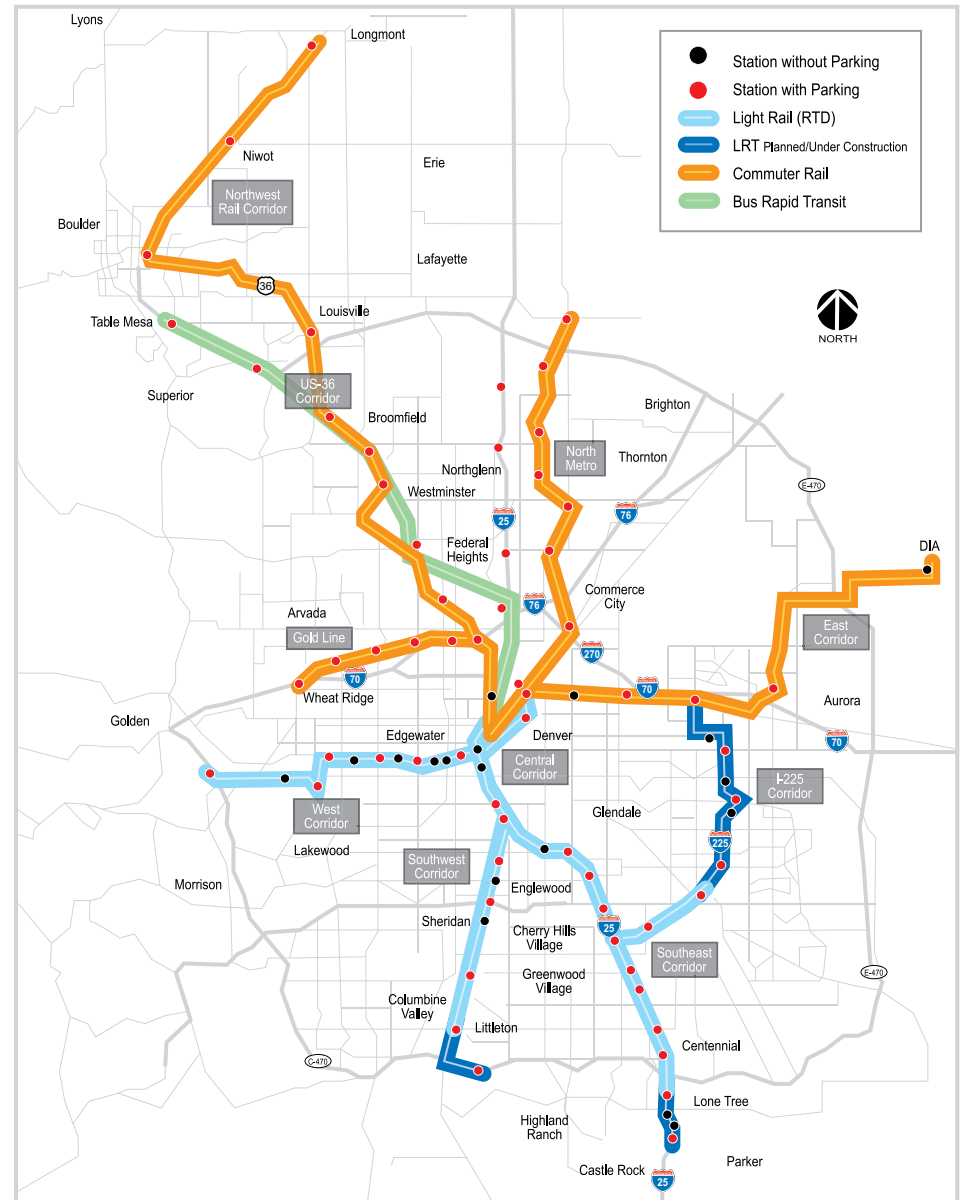 Lyons
Longmont
Station without Parking
Station with Parking
Light Rail (RTD)
LRT Planned/Under Construction
Commuter Rail
Bus Rapid Transit
Niwot
Erie
Northwest
Rail Corridor
Boulder
Lafayette
36
Louisville
Table Mesa
NORTH
Superior
US-36
Corridor
Broomfield
Brighton
North
Metro
Thornton
Northglenn
Westminster
E-470
25
76
Federal
Heights
DIA
Commerce
City
76
Arvada
Gold Line
East
Corridor
270
70
70
Wheat Ridge
Aurora
Golden
Edgewater
Denver
70
Central
Corridor
I-225
Corridor
West
Corridor
Glendale
225
Lakewood
Southwest
Corridor
Morrison
Englewood
Sheridan
25
Cherry Hills
Village
Southeast
Corridor
E-470
Greenwood
Village
Columbine
Valley
Littleton
Centennial
C-470
Lone Tree
Highland
Ranch
Parker
Castle Rock
25